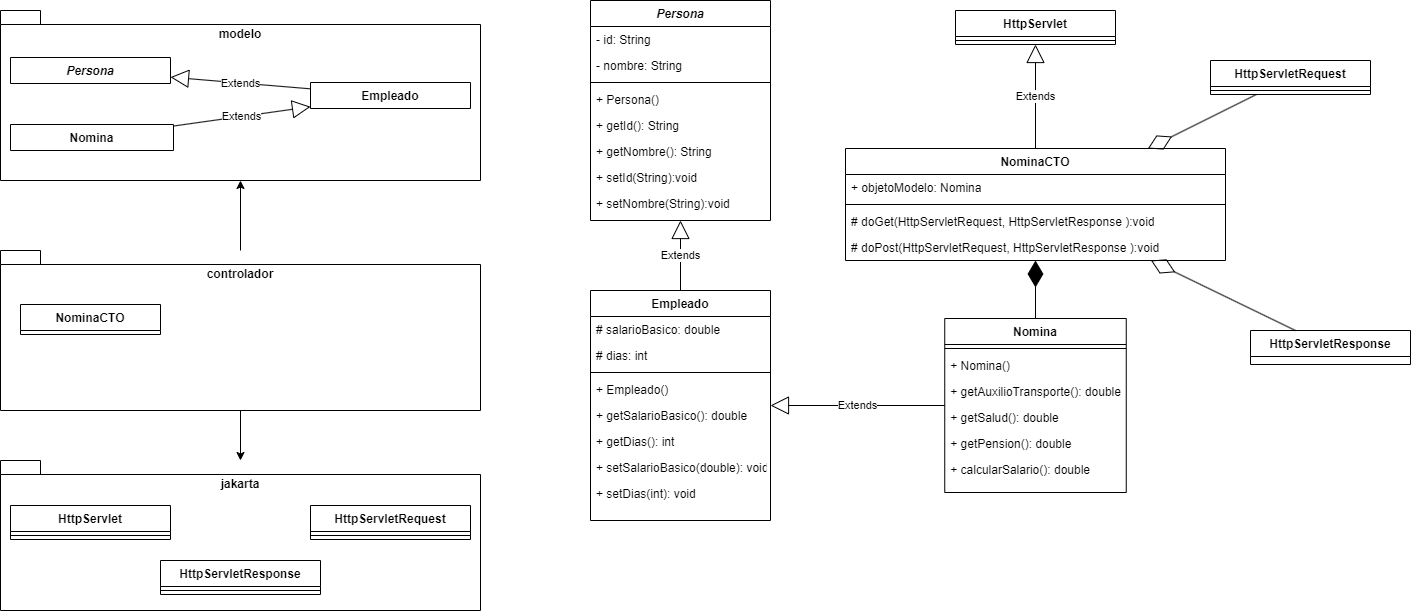 modelo
Persona
Extends
Empleado
Extends
Nomina
controlador
NominaCTO
jakarta
HttpServlet
HttpServletRequest
HttpServletResponse
Persona
- id: String
- nombre: String
+ Persona()
+ getId(): String
+ getNombre(): String
+ setId(String):void
+ setNombre(String):void
Extends
Empleado
# salarioBasico: double
# dias: int
+ Empleado()
+ getSalarioBasico(): double
+ getDias(): int
+ setSalarioBasico(double): void
+ setDias(int): void
Extends
HttpServlet
Extends
HttpServletRequest
NominaCTO
+ objetoModelo: Nomina
# doGet(HttpServletRequest, HttpServletResponse ):void
# doPost(HttpServletRequest, HttpServletResponse ):void
Nomina
+ Nomina()
+ getAuxilioTransporte(): double
+ getSalud(): double
+ getPension(): double
+ calcularSalario(): double
HttpServletResponse